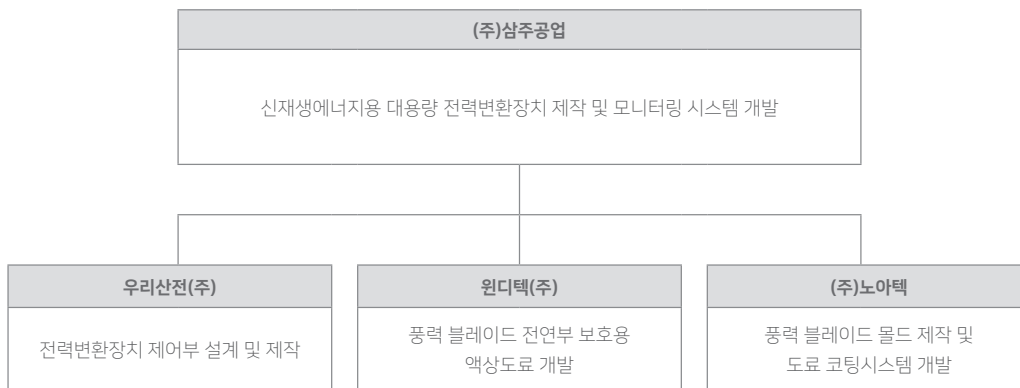 (주)삼주공업
신재생에너지용 대용량 전력변환장치 제작 및 모니터링 시스템 개발
우리산전(주)
전력변환장치 제어부 설계 및 제작
윈디텍(주)
풍력 블레이드 전연부 보호용
액상도료 개발
(주)노아텍
풍력 블레이드 몰드 제작 및
도료 코팅시스템 개발